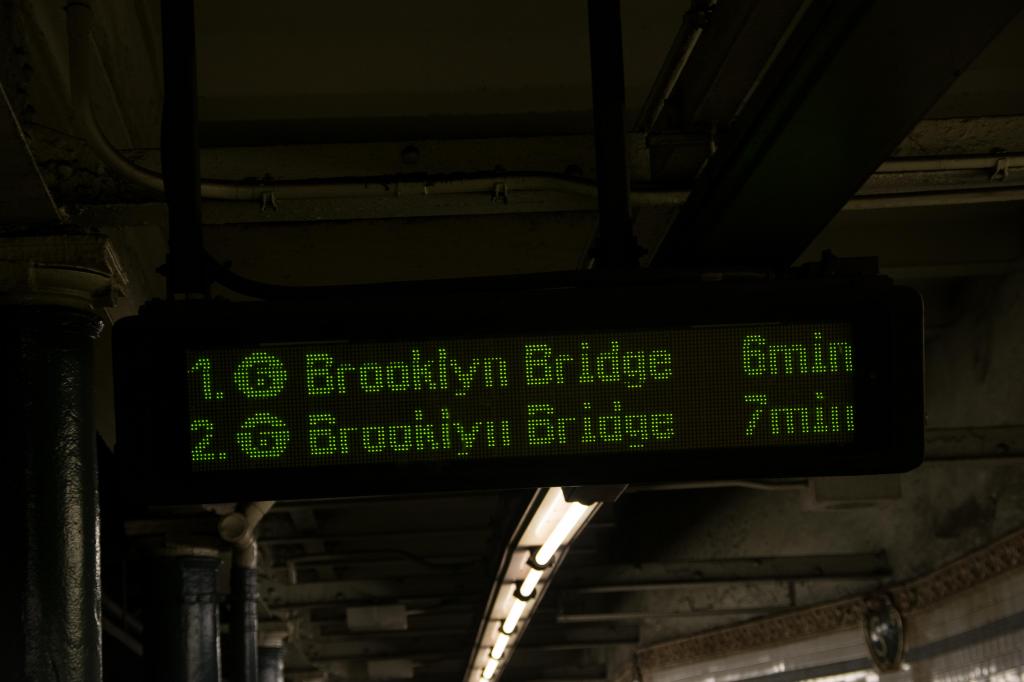 1. 6 Brooklyn Bridge 6min
2. 6 Brooklyn Bridge 7min